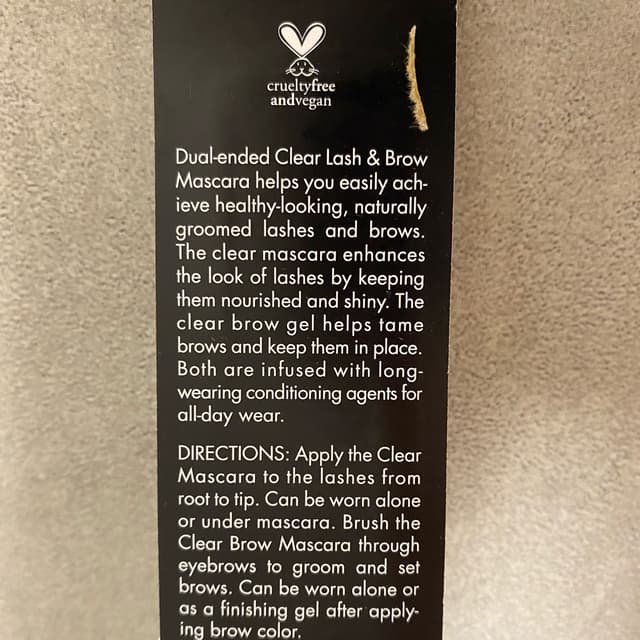 crueltyfree
andvegan
Dual-ended Clear Lash & Brow
Mascara helps you easily ach-
ieve healthy-looking, naturally
groomed lashes and brows.
The clear mascara enhances
the look of lashes by keeping
them nourished and shiny. The
clear brow gel helps tame
brows and keep them in place.
Both are infused with long-
wearing conditioning agents for
all-day wear.
DIRECTIONS: Apply the Clear
Mascara to the lashes from
root to tip. Can be worn alone
or under mascara. Brush the
Clear Brow Mascara through
eyebrows to groom and set
brows. Can be worn alone or
as a finishing gel after apply-
ing brow color.